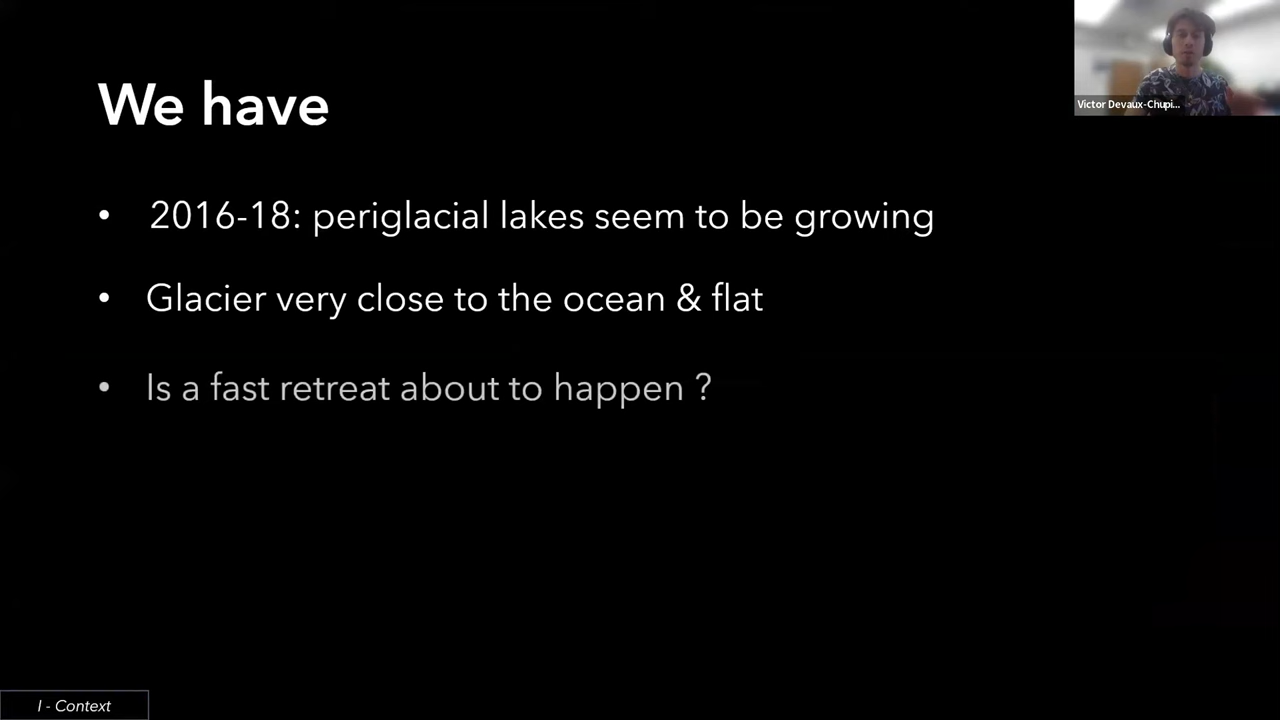 We have
Victor Devaux-Chupi...
• 2016-18: periglacial lakes seem to be growing
• Glacier very close to the ocean & flat
• Is a fast retreat about to happen ?
I - Context